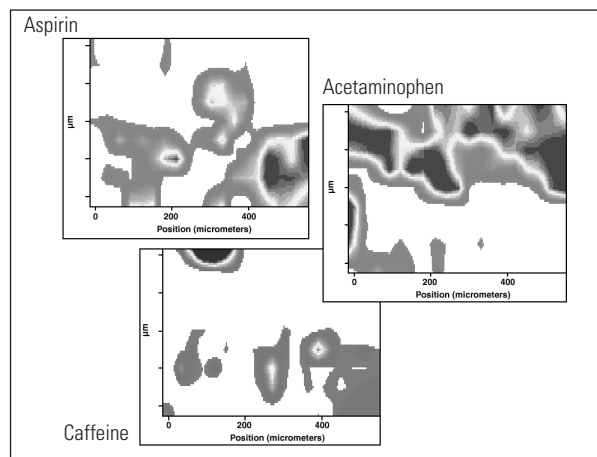 Aspirin
µm
0
200
400
Position (micrometers)
Acetaminophen
µm
0
200
400
Position (micrometers)
Caffeine
µm
0
200
400
Position (micrometers)